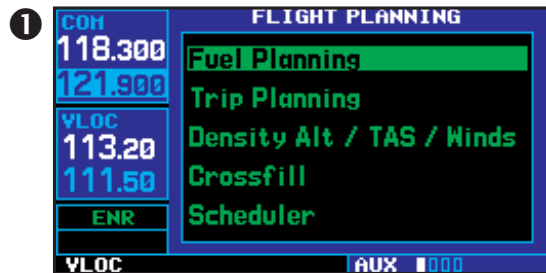 1
COM
FLIGHT PLANNING
118.300
121.900
Fuel Planning
Trip Planning
VLOC
113.20
111.50
Density Alt / TAS / Winds
Crossfill
ENR
Scheduler
VLOC
AUX